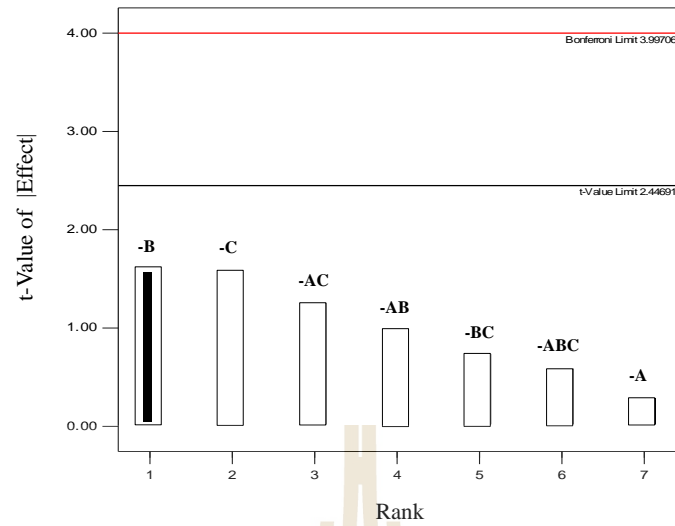 4.00
Bonferroni Limit 3.99706
3.00
t-Value Limit 2.44691
2.00
-B
-C
-AC
-AB
-BC
-ABC
-A
1.00
0.00
1 2 3 4 5 6 7
t-Value of |Effect|
Rank